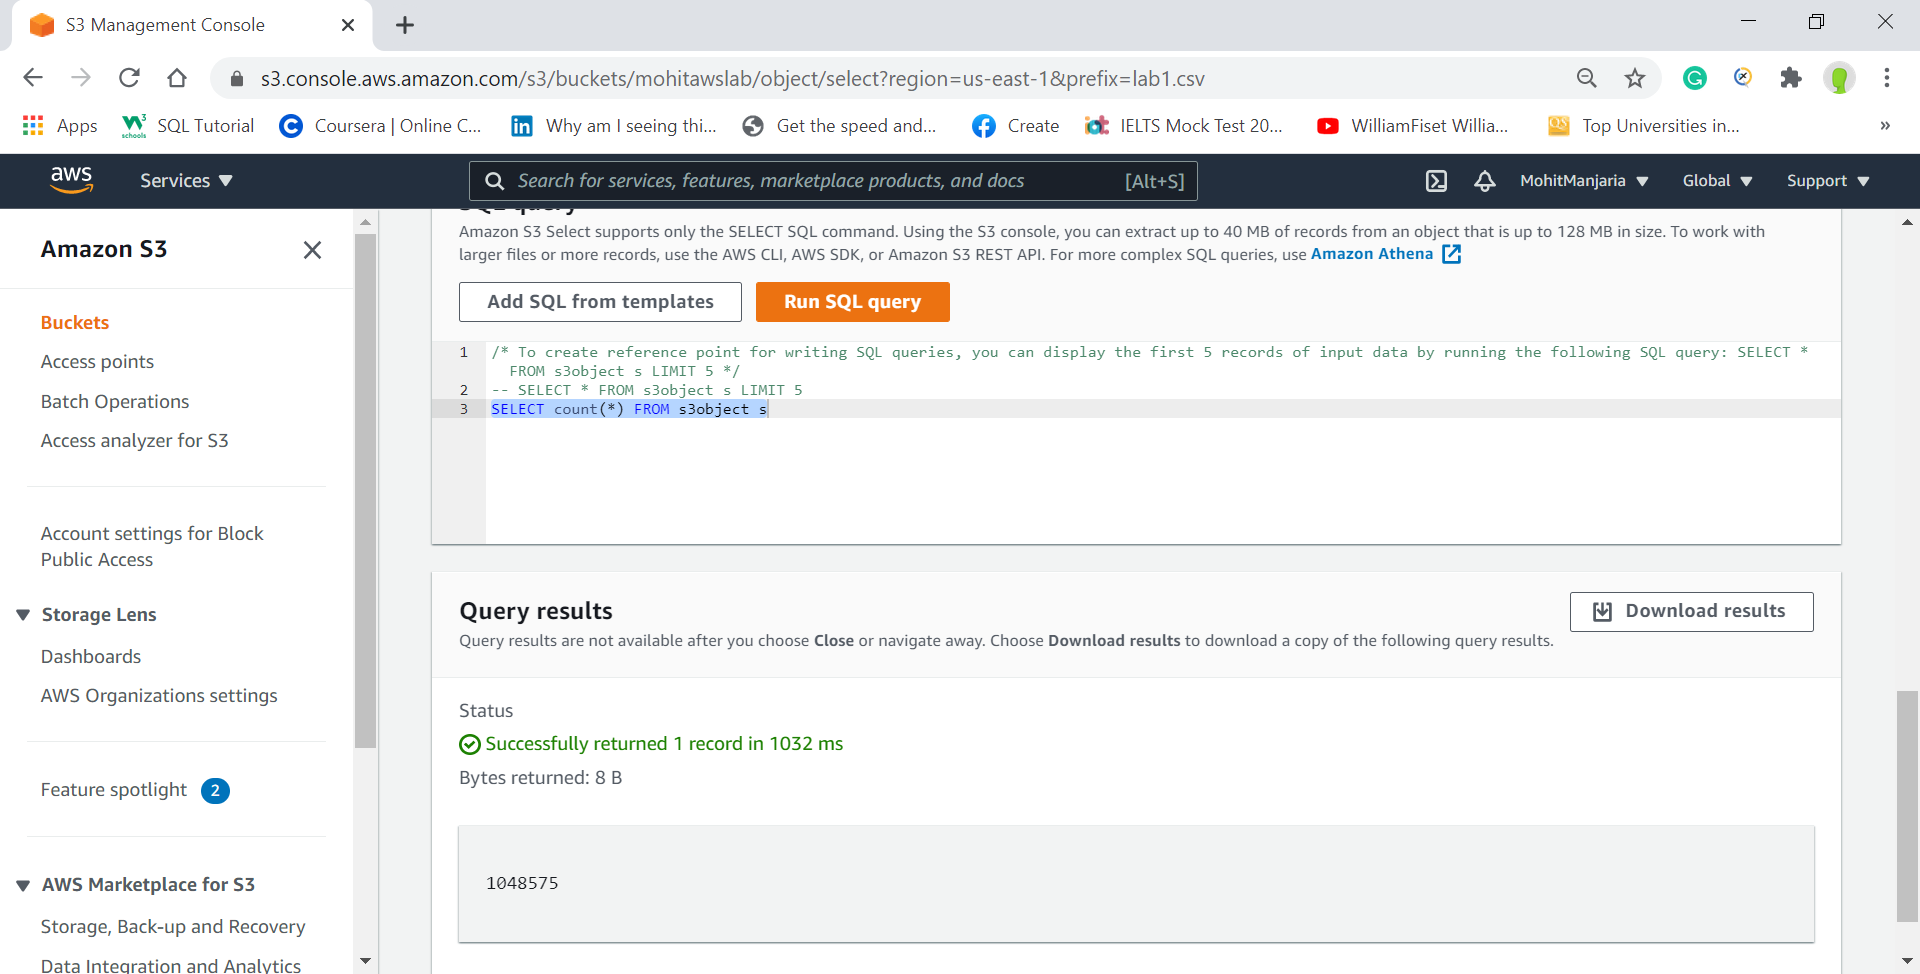 S3 Management Console
s3.console.aws.amazon.com/s3/buckets/mohitawslab/object/select?region=us-east-1&prefix=lab1.csv
Apps
W3 schools SQL Tutorial
Coursera | Online C...
Why am I seeing thi...
Get the speed and...
Create
IELTS Mock Test 20...
WilliamFiset Willia...
QS Top Universities in...
»
aws
Services
Search for services, features, marketplace products, and docs [Alt+S]
MohitManjaria
Global
Support
Amazon S3
Buckets
Access points
Batch Operations
Access analyzer for S3
Account settings for Block
Public Access
Storage Lens
Dashboards
AWS Organizations settings
Feature spotlight 2
AWS Marketplace for S3
Storage, Back-up and Recovery
Data Integration and Analytics
SQL query
Amazon S3 Select supports only the SELECT SQL command. Using the S3 console, you can extract up to 40 MB of records from an object that is up to 128 MB in size. To work with
larger files or more records, use the AWS CLI, AWS SDK, or Amazon S3 REST API. For more complex SQL queries, use Amazon Athena
Add SQL from templates
Run SQL query
1 /* To create reference point for writing SQL queries, you can display the first 5 records of input data by running the following SQL query: SELECT *
FROM s3object s LIMIT 5 */
2 -- SELECT * FROM s3object s LIMIT 5
3 SELECT count(*) FROM s3object s
Query results
Download results
Query results are not available after you choose Close or navigate away. Choose Download results to download a copy of the following query results.
Status
Successfully returned 1 record in 1032 ms
Bytes returned: 8 B
1048575